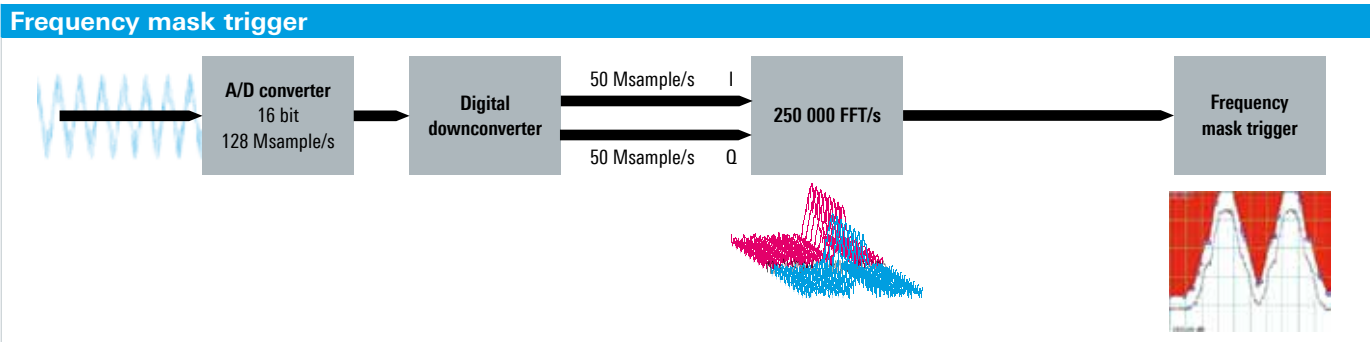 Frequency mask trigger
A/D converter
16 bit
128 Msample/s
Digital
downconverter
50 Msample/s I
50 Msample/s Q
250 000 FFT/s
Frequency
mask trigger